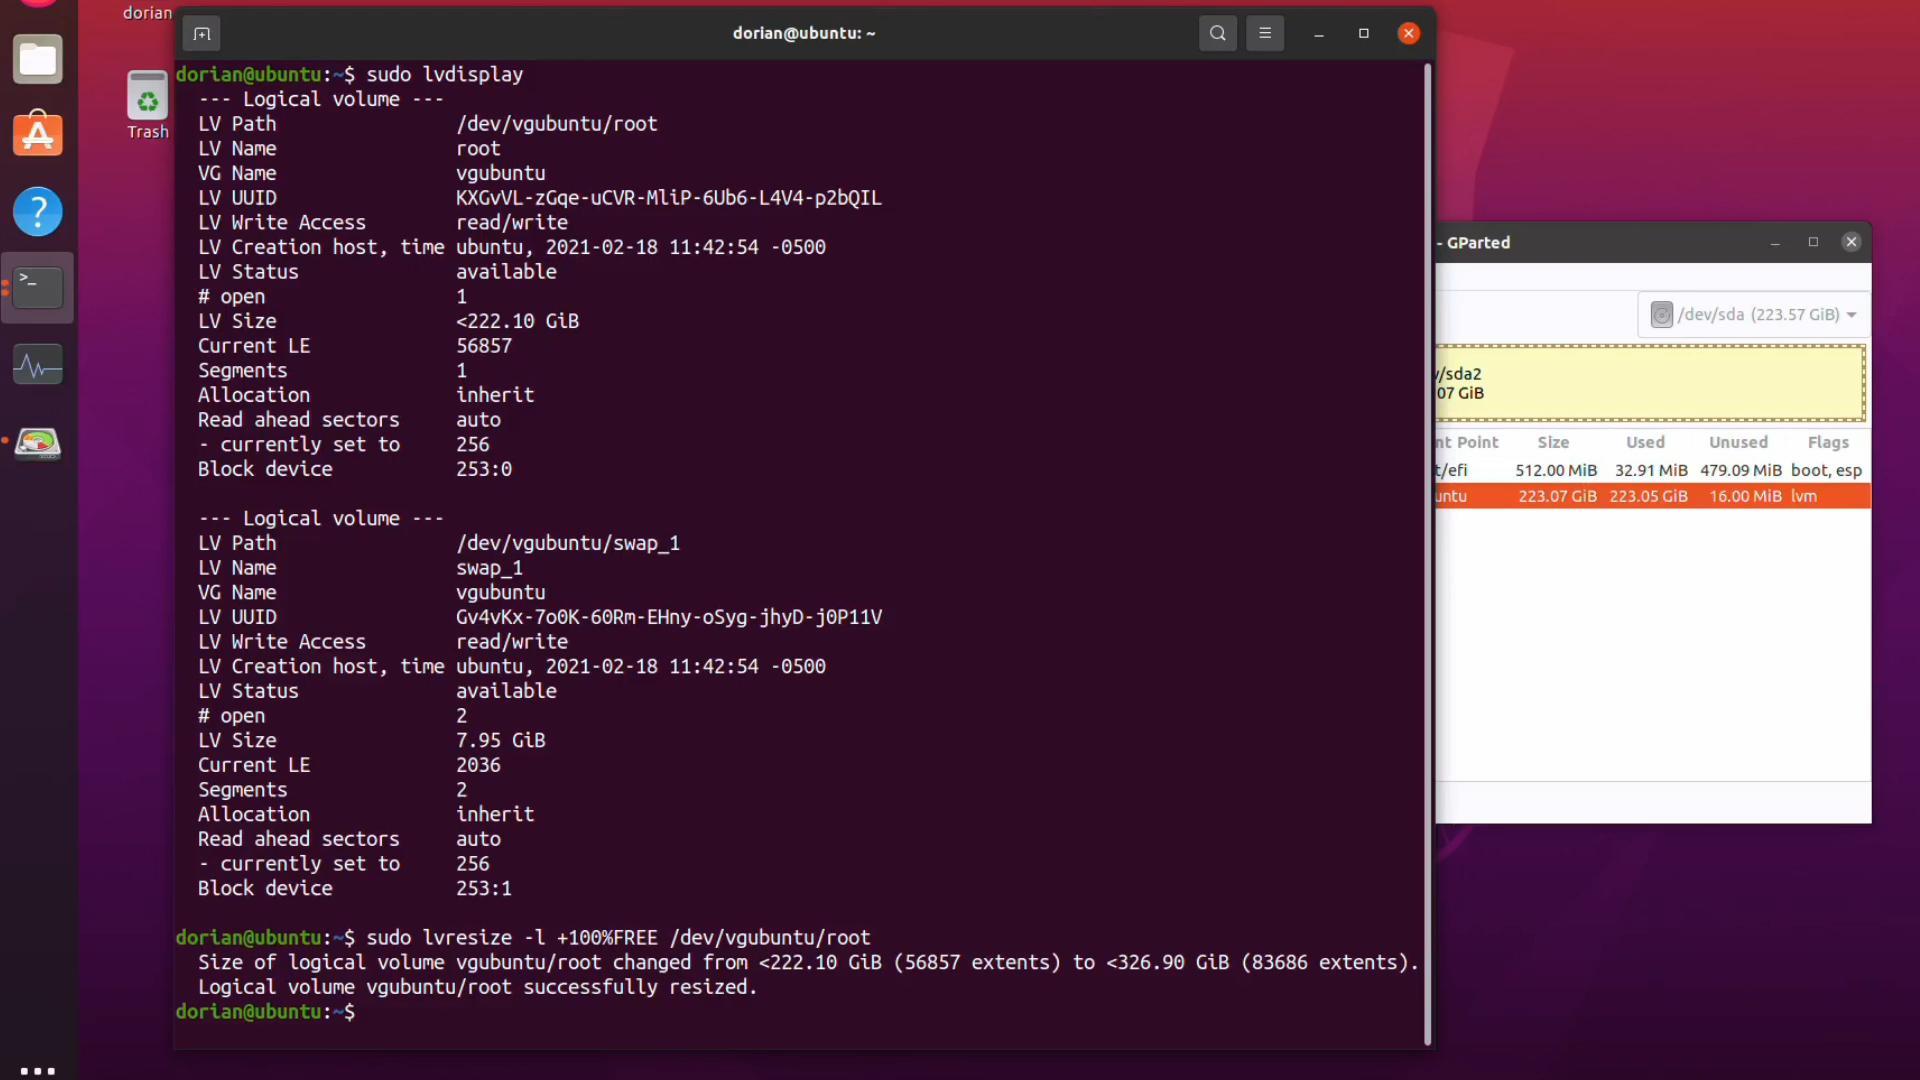 dorian
Trash
dorian@ubuntu: ~
dorian@ubuntu:~$ sudo lvdisplay
--- Logical volume ---
LV Path /dev/vgubuntu/root
LV Name root
VG Name vgubuntu
LV UUID KXGvVL-zGqe-uCVR-MliP-6Ub6-L4V4-p2bQIL
LV Write Access read/write
LV Creation host, time ubuntu, 2021-02-18 11:42:54 -0500
LV Status available
# open 1
LV Size <222.10 GiB
Current LE 56857
Segments 1
Allocation inherit
Read ahead sectors auto
- currently set to 256
Block device 253:0
--- Logical volume ---
LV Path /dev/vgubuntu/swap_1
LV Name swap_1
VG Name vgubuntu
LV UUID Gv4vKx-7o0K-60Rm-EHny-oSyg-jhyD-j0P11V
LV Write Access read/write
LV Creation host, time ubuntu, 2021-02-18 11:42:54 -0500
LV Status available
# open 2
LV Size 7.95 GiB
Current LE 2036
Segments 2
Allocation inherit
Read ahead sectors auto
- currently set to 256
Block device 253:1
dorian@ubuntu:~$ sudo lvresize -l +100%FREE /dev/vgubuntu/root
Size of logical volume vgubuntu/root changed from <222.10 GiB (56857 extents) to <326.90 GiB (83686 extents).
Logical volume vgubuntu/root successfully resized.
dorian@ubuntu:~$
- GParted
/dev/sda (223.57 GiB)
v/sda2
07 GiB
nt Point Size Used Unused Flags
t/efi 512.00 MiB 32.91 MiB 479.09 MiB boot, esp
untu 223.07 GiB 223.05 GiB 16.00 MiB lvm